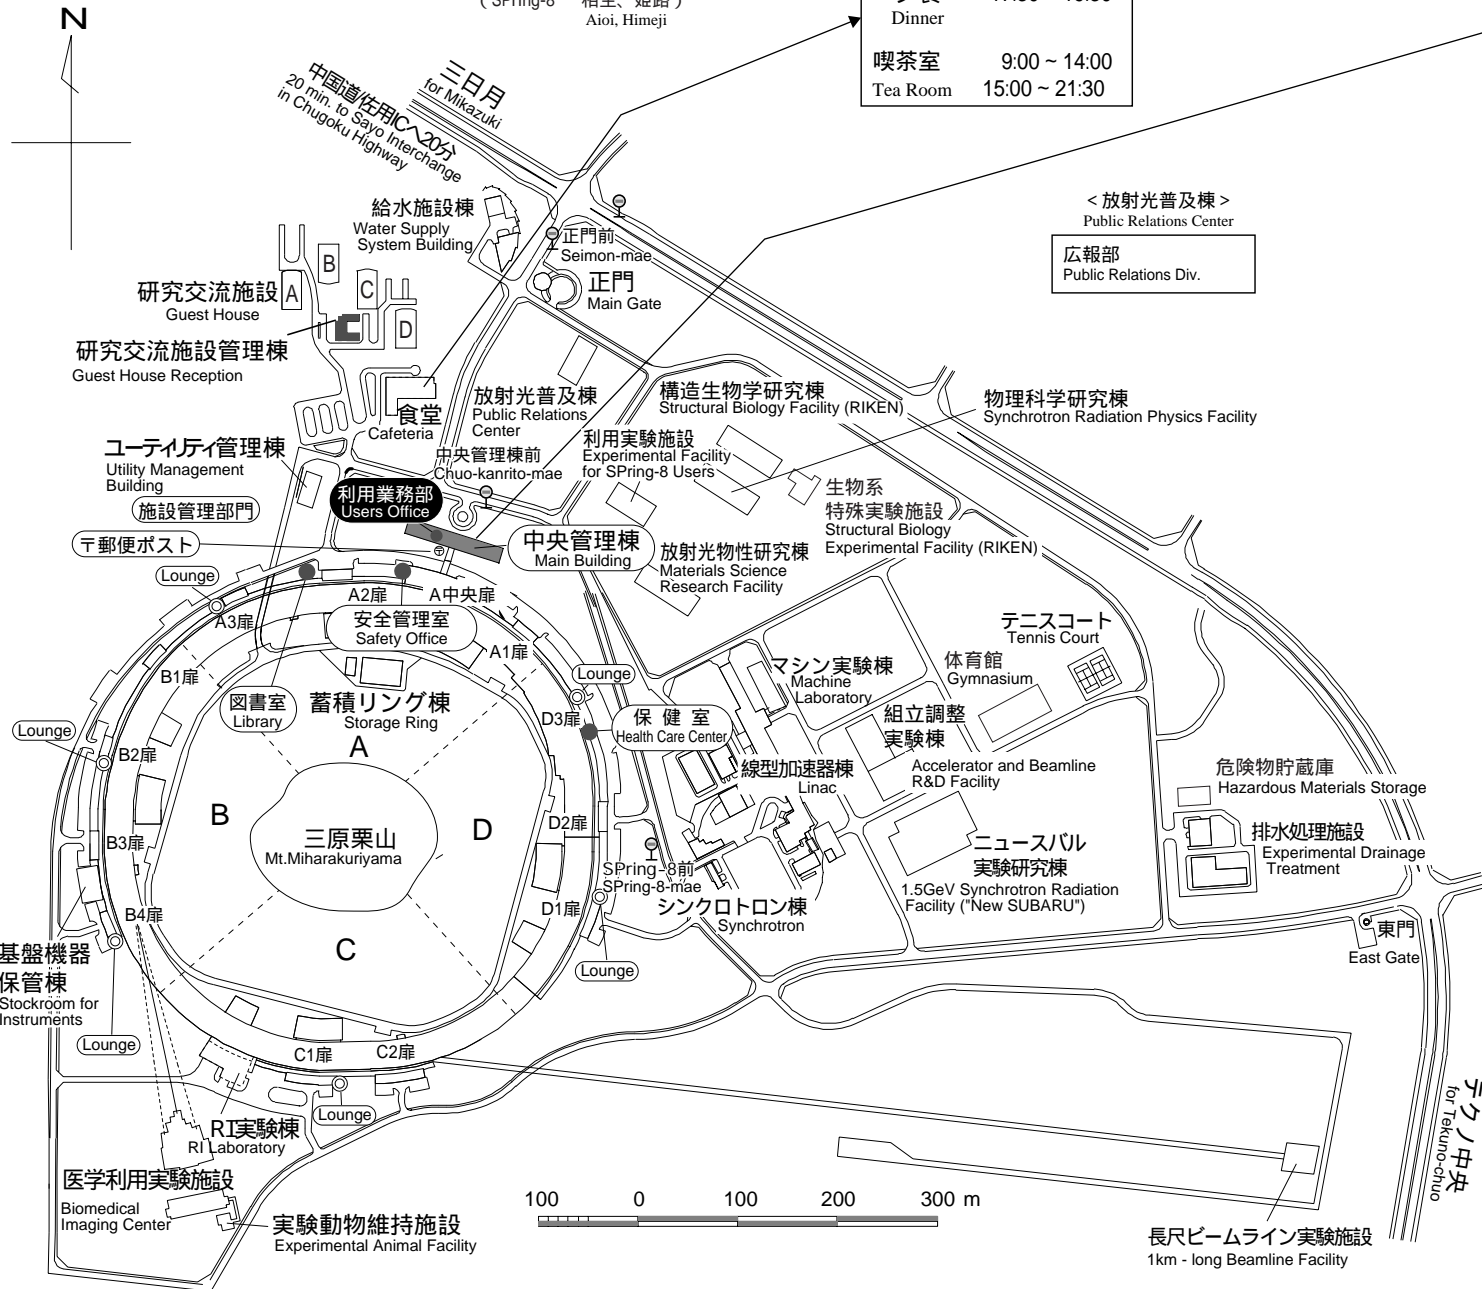 N
Aioi, Himeji
Dinner
喫茶室 9:00 ~ 14:00
Tea Room 15:00 ~ 21:30
三日月
for Mikazuki
中国道/佐用ICへ20分
20 min. to Sayo Interchange
in Chugoku Highway
給水施設棟
Water Supply
System Building
正門前
Seimon-mae
正門
Main Gate
<放射光普及棟>
Public Relations Center
広報部
Public Relations Div.
A
B
C
D
研究交流施設
Guest House
研究交流施設管理棟
Guest House Reception
食堂
Cafeteria
放射光普及棟
Public Relations
Center
構造生物学研究棟
Structural Biology Facility (RIKEN)
物理科学研究棟
Synchrotron Radiation Physics Facility
利用実験施設
Experimental Facility
for SPring-8 Users
中央管理棟前
Chuo-kanrito-mae
ユーティリティ管理棟
Utility Management
Building
施設管理部門
利用業務部
Users Office
〒郵便ポスト
中央管理棟
Main Building
生物系
特殊実験施設
Structural Biology
Experimental Facility (RIKEN)
放射光物性研究棟
Materials Science
Research Facility
Lounge
A3扉
A2扉
A中央扉
A1扉
安全管理室
Safety Office
テニスコート
Tennis Court
体育館
Gymnasium
マシン実験棟
Machine
Laboratory
組立調整
実験棟
Accelerator and Beamline
R&D Facility
B1扉
図書室
Library
蓄積リング棟
Storage Ring
Lounge
D3扉
保健室
Health Care Center
Lounge
B2扉
A
線型加速器棟
Linac
危険物貯蔵庫
Hazardous Materials Storage
B
三原栗山
Mt.Miharakuriyama
D
D2扉
B3扉
排水処理施設
Experimental Drainage
Treatment
ニュースバル
実験研究棟
1.5GeV Synchrotron Radiation
Facility ("New SUBARU")
SPring-8前
SPring-8-mae
シンクロトロン棟
Synchrotron
D1扉
B4扉
C
東門
East Gate
基盤機器
保管棟
Stockroom for
Instruments
Lounge
Lounge
C1扉
C2扉
Lounge
RI実験棟
RI Laboratory
医学利用実験施設
Biomedical
Imaging Center
実験動物維持施設
Experimental Animal Facility
100 0 100 200 300 m
テクノ中央
for Tekuno-chuo
長尺ビームライン実験施設
1km - long Beamline Facility